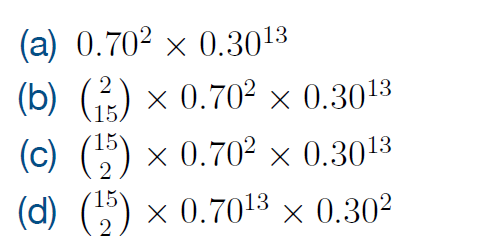 (a) 0.70² × 0.30¹³
(b) (2 15) × 0.70² × 0.30¹³
(c) (15 2) × 0.70² × 0.30¹³
(d) (15 2) × 0.70¹³ × 0.30²